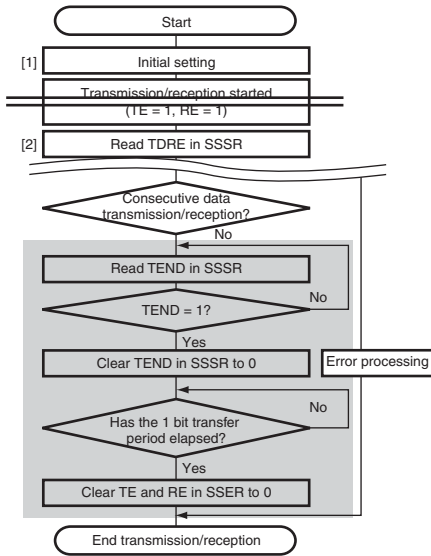 Start
[1]
Initial setting
Transmission/reception started
(TE = 1, RE = 1)
[2]
Read TDRE in SSSR
Consecutive data
transmission/reception?
No
Read TEND in SSSR
TEND = 1?
No
Yes
Clear TEND in SSSR to 0
Error processing
Has the 1 bit transfer
period elapsed?
No
Yes
Clear TE and RE in SSER to 0
End transmission/reception